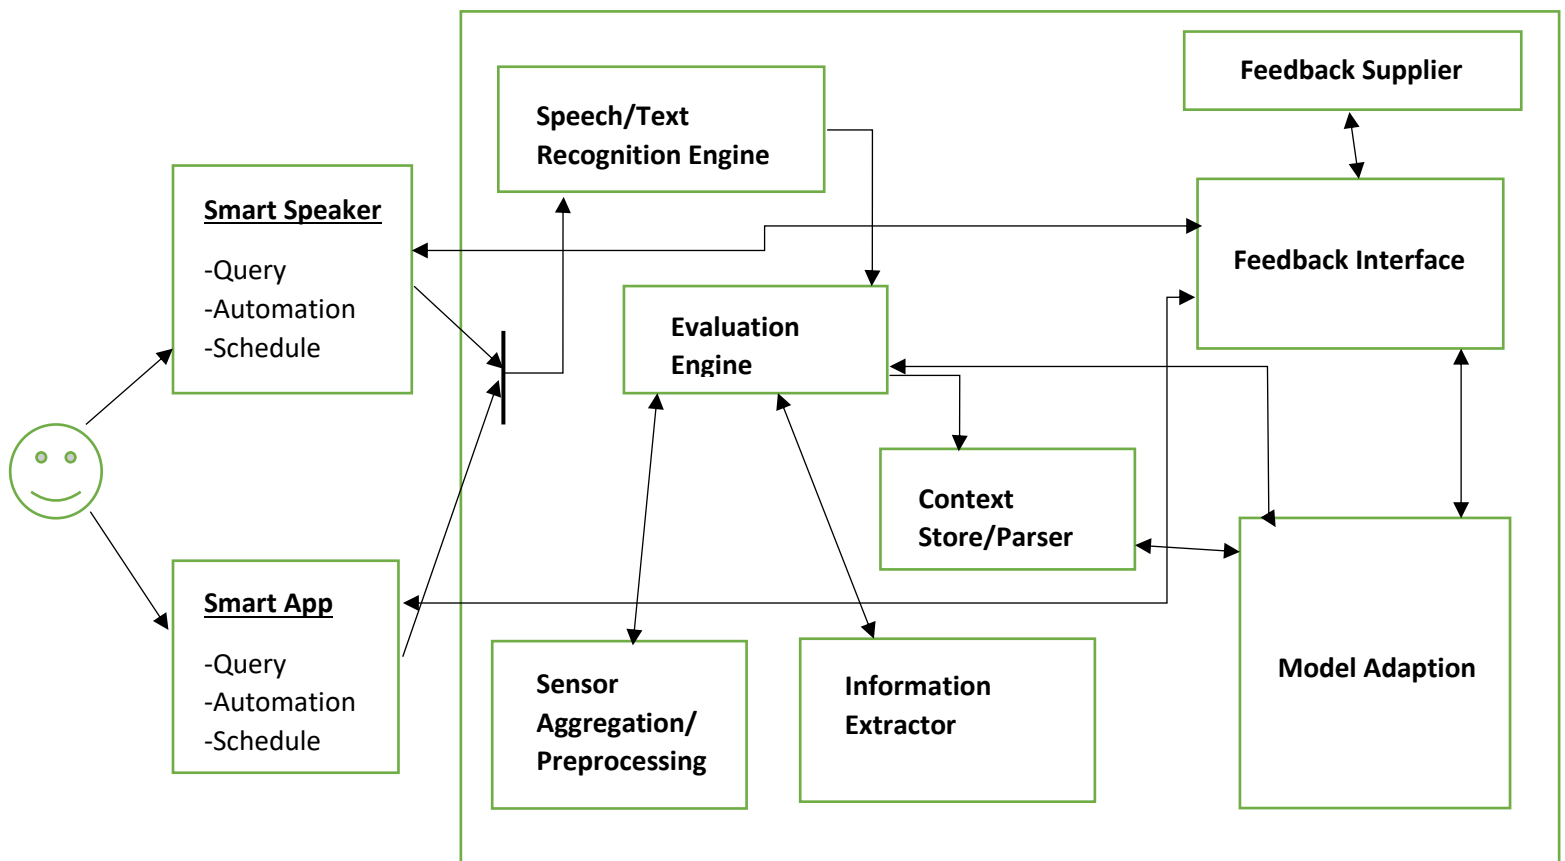 Feedback Supplier
Speech/Text
Recognition Engine
Smart Speaker
-Query
-Automation
-Schedule
Feedback Interface
Evaluation
Engine
Context
Store/Parser
Smart App
-Query
-Automation
-Schedule
Sensor
Aggregation/
Preprocessing
Information
Extractor
Model Adaption